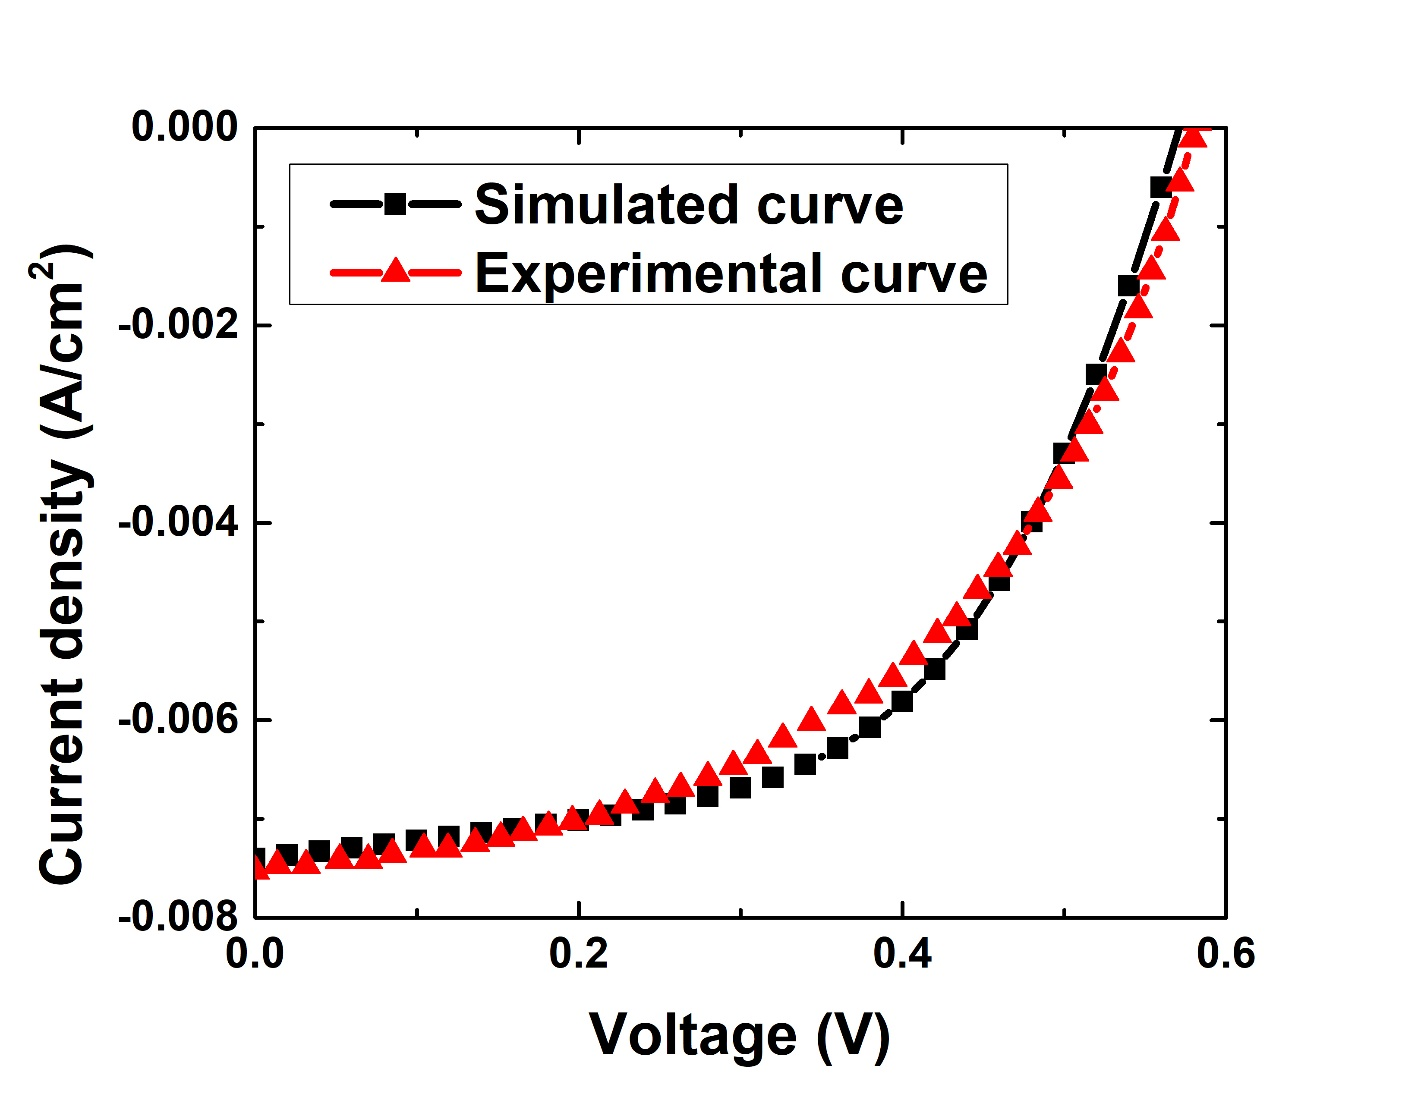 0.000
-0.002
-0.004
-0.006
-0.008
0.0
0.2
0.4
0.6
Current density (A/cm²)
Voltage (V)
Simulated curve
Experimental curve